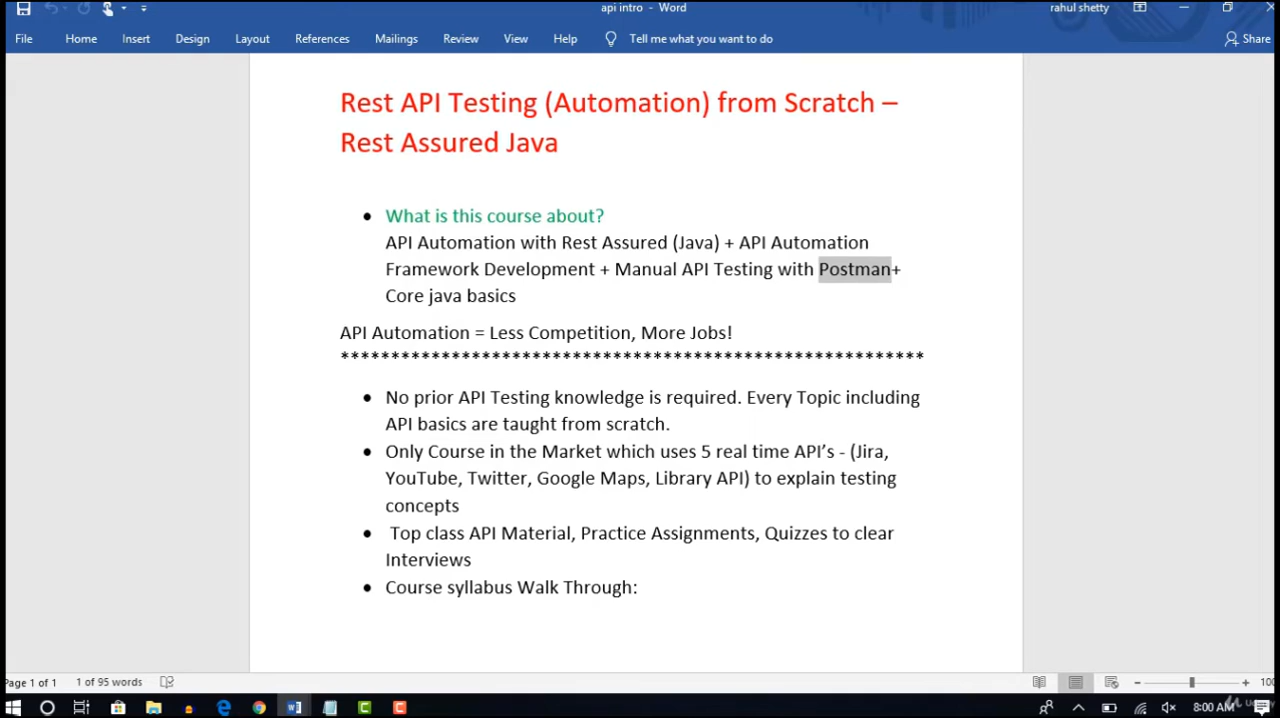 api intro - Word
rahul shetty
File Home Insert Design Layout References Mailings Review View Help Tell me what you want to do Share
Rest API Testing (Automation) from Scratch –
Rest Assured Java
• What is this course about?
API Automation with Rest Assured (Java) + API Automation
Framework Development + Manual API Testing with Postman+
Core java basics
API Automation = Less Competition, More Jobs!
**********************************************************
• No prior API Testing knowledge is required. Every Topic including
API basics are taught from scratch.
• Only Course in the Market which uses 5 real time API’s - (Jira,
YouTube, Twitter, Google Maps, Library API) to explain testing
concepts
• Top class API Material, Practice Assignments, Quizzes to clear
Interviews
• Course syllabus Walk Through:
Page 1 of 1 1 of 95 words
8:00 AM